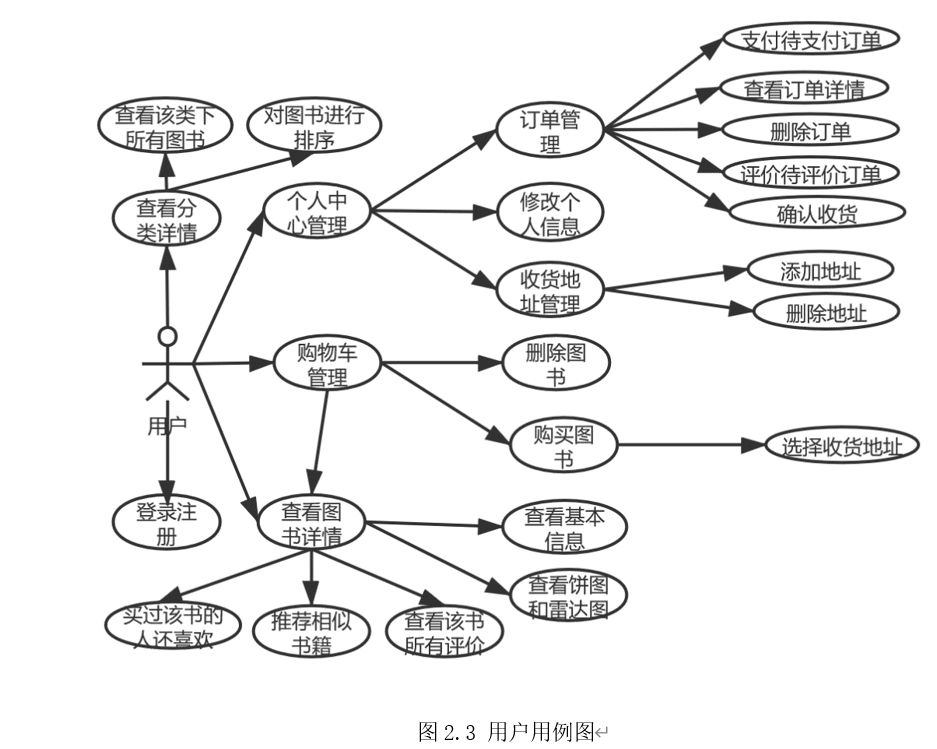 支付待支付订单
查看订单详情
删除订单
评价待评价订单
确认收货
查看该类下
所有图书
对图书进行
排序
订单管
理
查看分
类详情
个人中
心管理
修改个
人信息
收货地
址管理
添加地址
删除地址
购物车
管理
删除图
书
用户
购买图
书
选择收货地址
登录注
册
查看图
书详情
查看基本
信息
查看饼图
和雷达图
买过该书的
人还喜欢
推荐相似
书籍
查看该书
所有评价
图 2.3 用户用例图